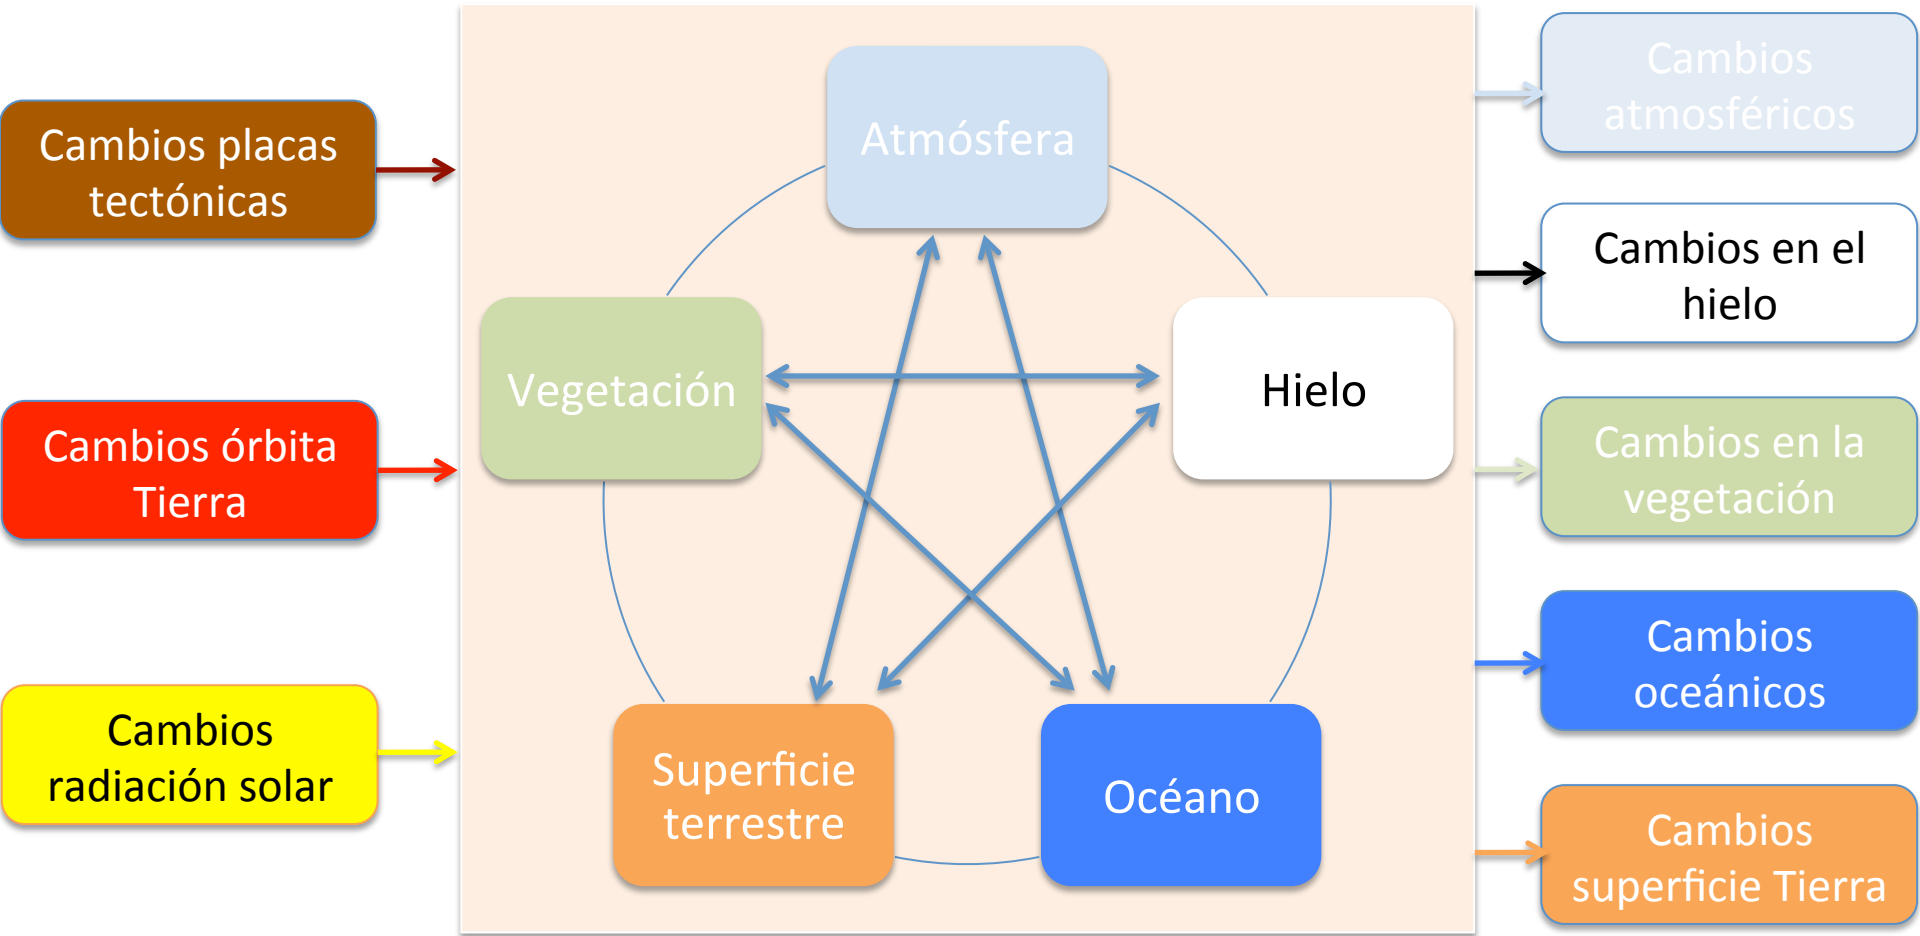 Cambios placas
tectónicas
Cambios órbita
Tierra
Cambios
radiación solar
Atmósfera
Vegetación
Hielo
Superficie
terrestre
Océano
Cambios
atmosféricos
Cambios en el
hielo
Cambios en la
vegetación
Cambios
oceánicos
Cambios
superficie Tierra